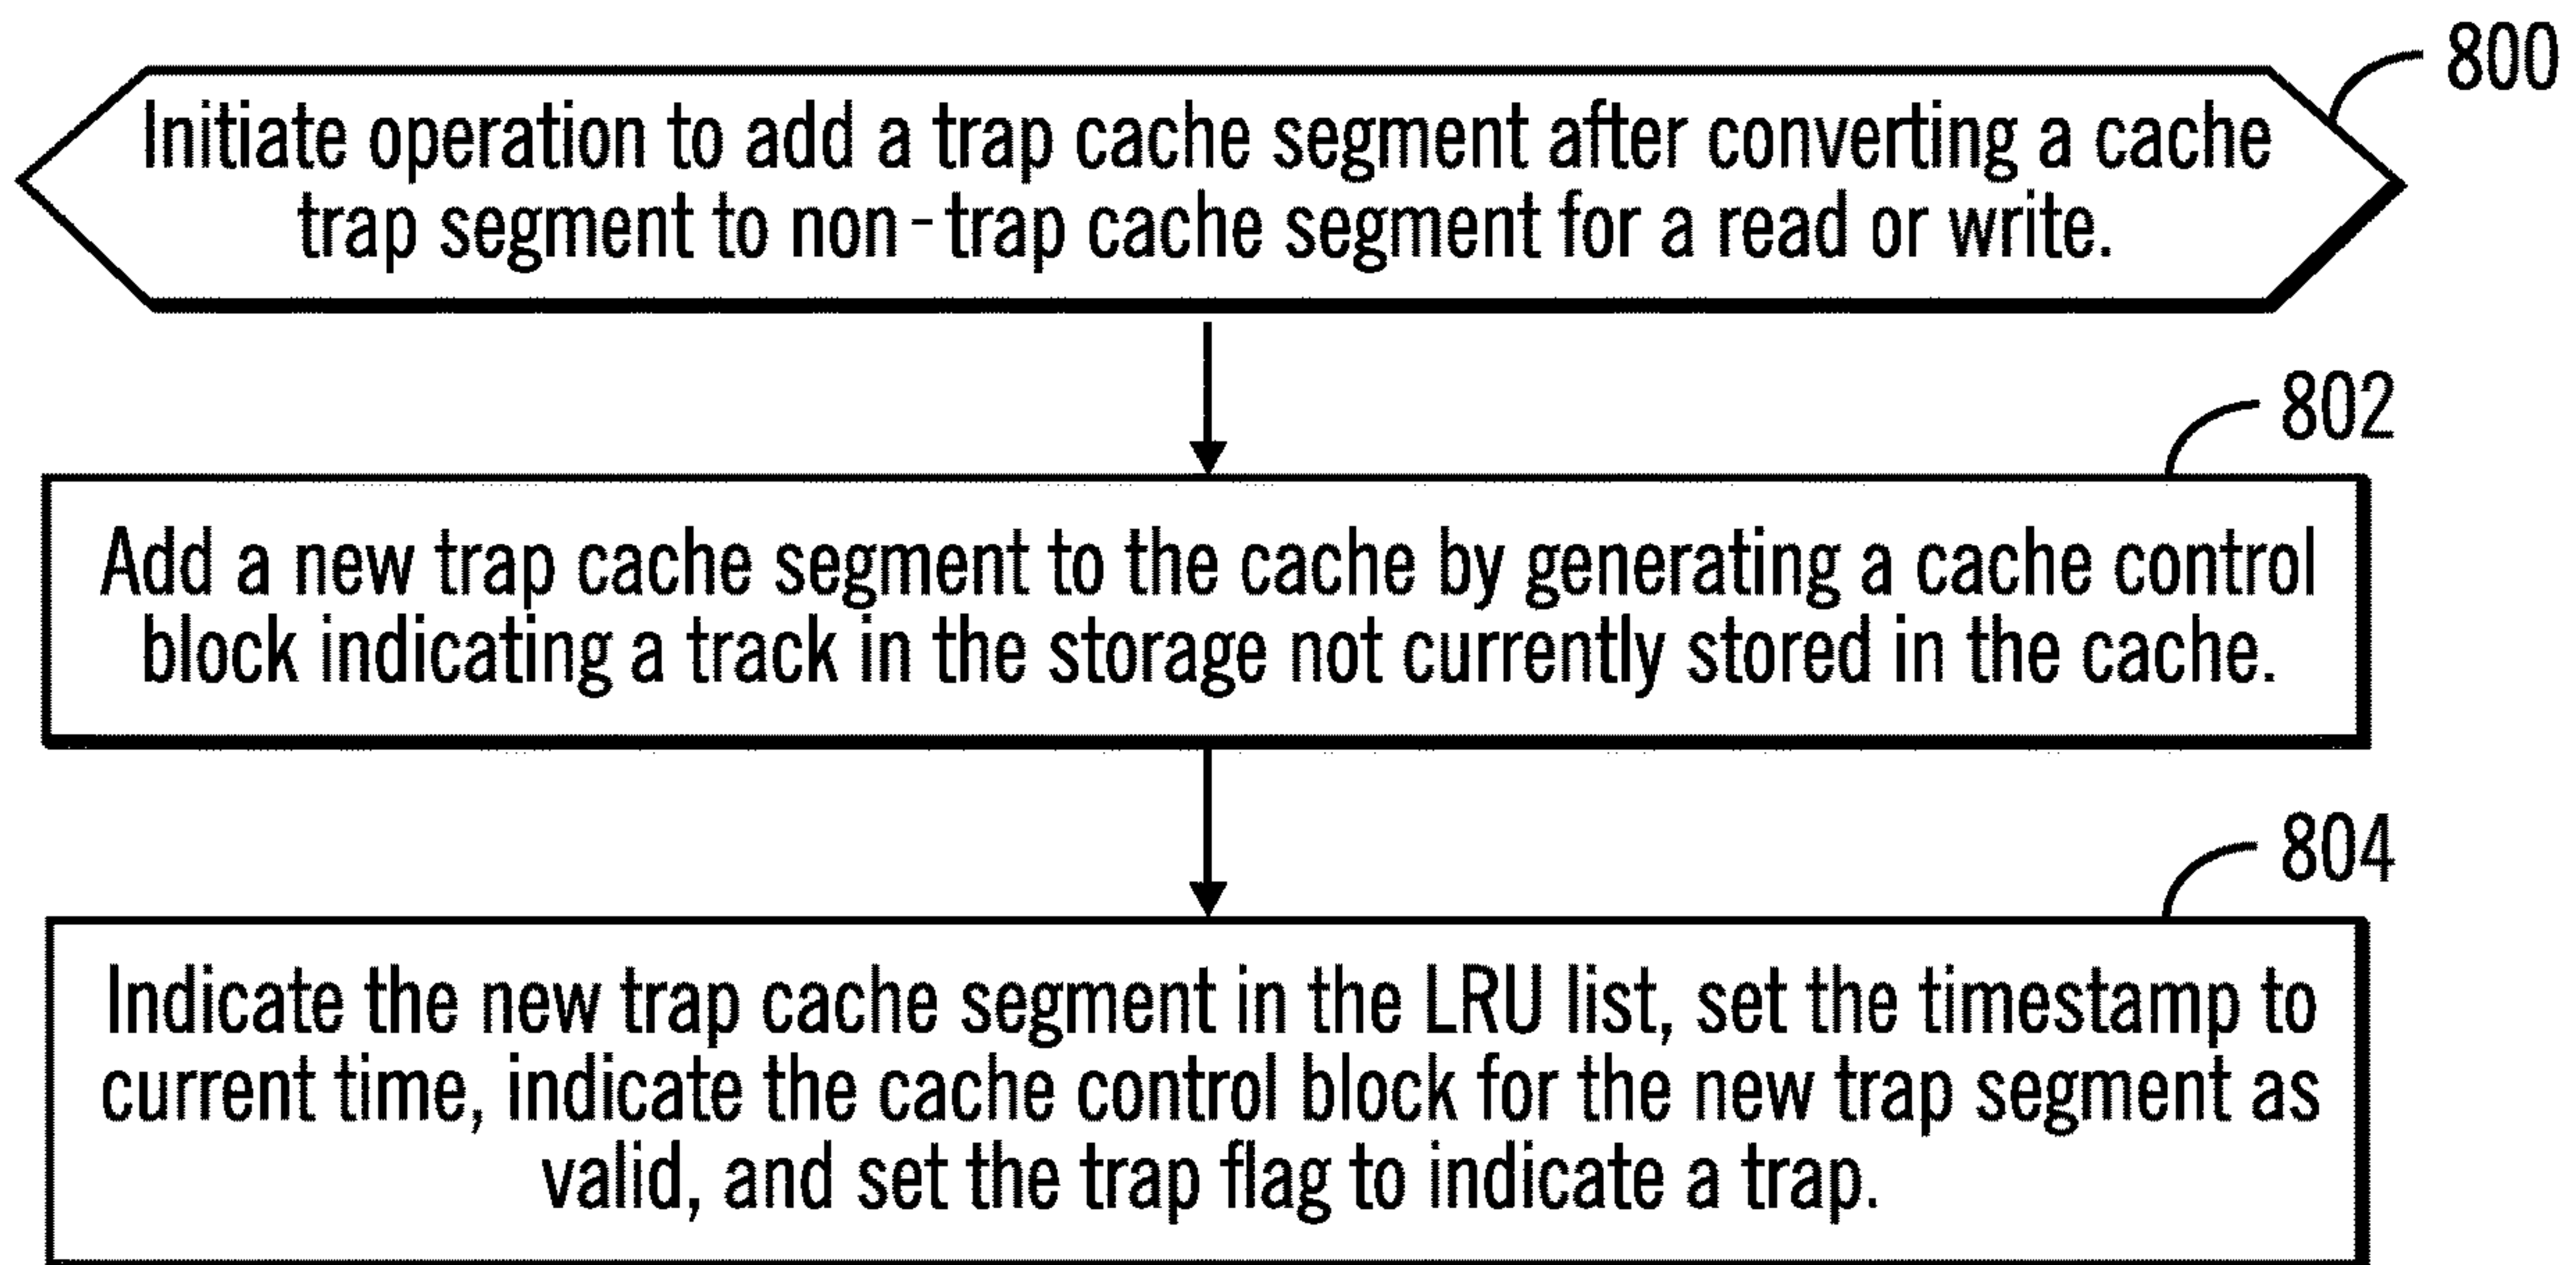 800
Initiate operation to add a trap cache segment after converting a cache
trap segment to non-trap cache segment for a read or write.
802
Add a new trap cache segment to the cache by generating a cache control
block indicating a track in the storage not currently stored in the cache.
804
Indicate the new trap cache segment in the LRU list, set the timestamp to
current time, indicate the cache control block for the new trap segment as
valid, and set the trap flag to indicate a trap.